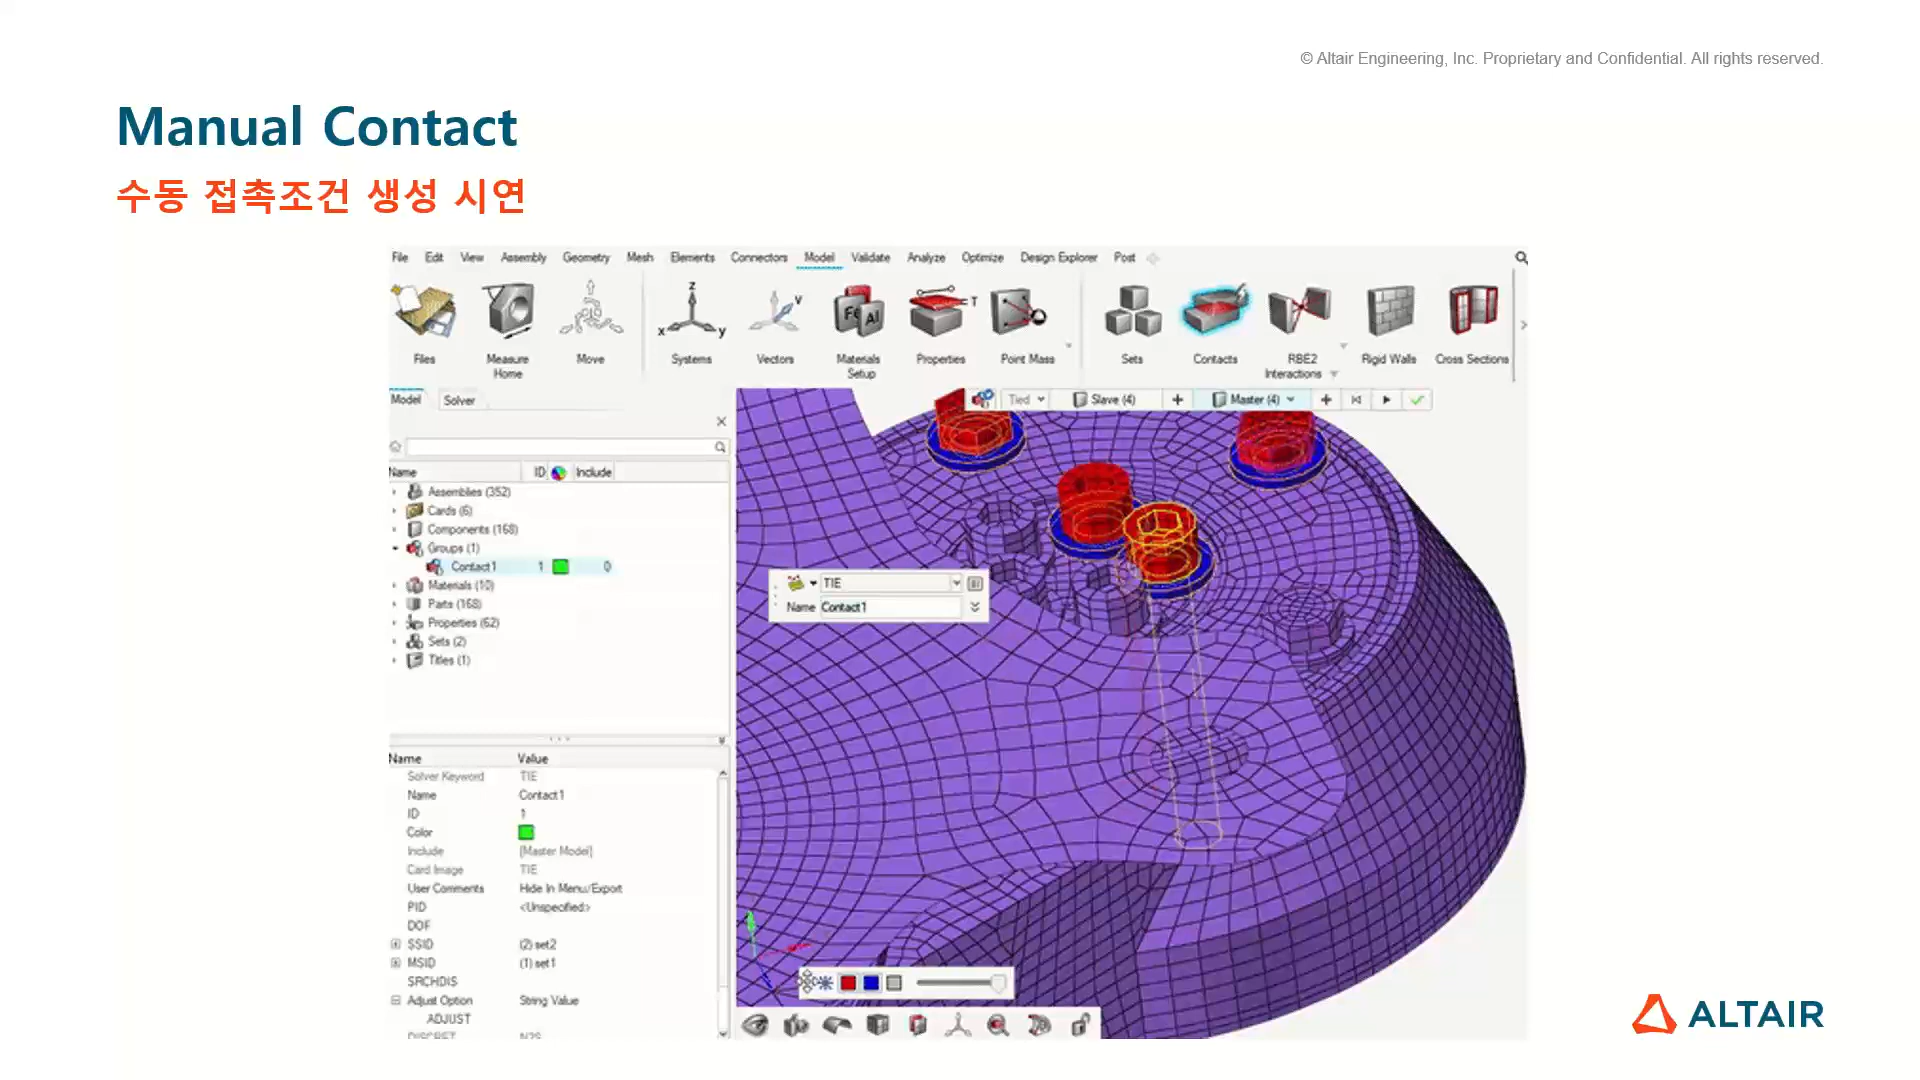 © Altair Engineering, Inc. Proprietary and Confidential. All rights reserved.
Manual Contact
수동 접촉조건 생성 시연
File Edit View Assembly Geometry Mesh Elements Connectors Model Validate Analyze Optimize Design Explorer Post
Files Measure Move Systems Vectors Materials Properties Point Mass Sets Contacts RBE2 Rigid Walls Cross Sections
Home Setup Interactions
Model Solver
Tied Slave (4) Master (4)
Name ID Include
Assemblies (352)
Cards (6)
Components (168)
Groups (1)
Contact1 1 0
Materials (10)
Parts (168)
Properties (62)
Sets (2)
Titles (1)
TIE
Name Contact1
Name Value
Solver Keyword TIE
Name Contact1
ID 1
Color
Include [Master Model]
Card Image TIE
User Comments Hide In Menu/Export
PID <Unspecified>
DOF
SSID (2) set2
MSID (1) set1
SRCHDIS
Adjust Option String Value
ADJUST
DISCRET N2S
ALTAIR